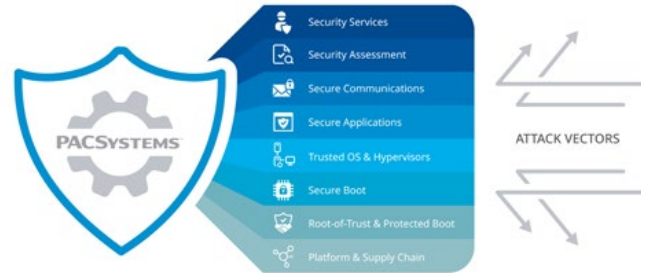 PACSYSTEMS
Security Services
Security Assessment
Secure Communications
Secure Applications
Trusted OS & Hypervisors
Secure Boot
Root-of-Trust & Protected Boot
Platform & Supply Chain
ATTACK VECTORS